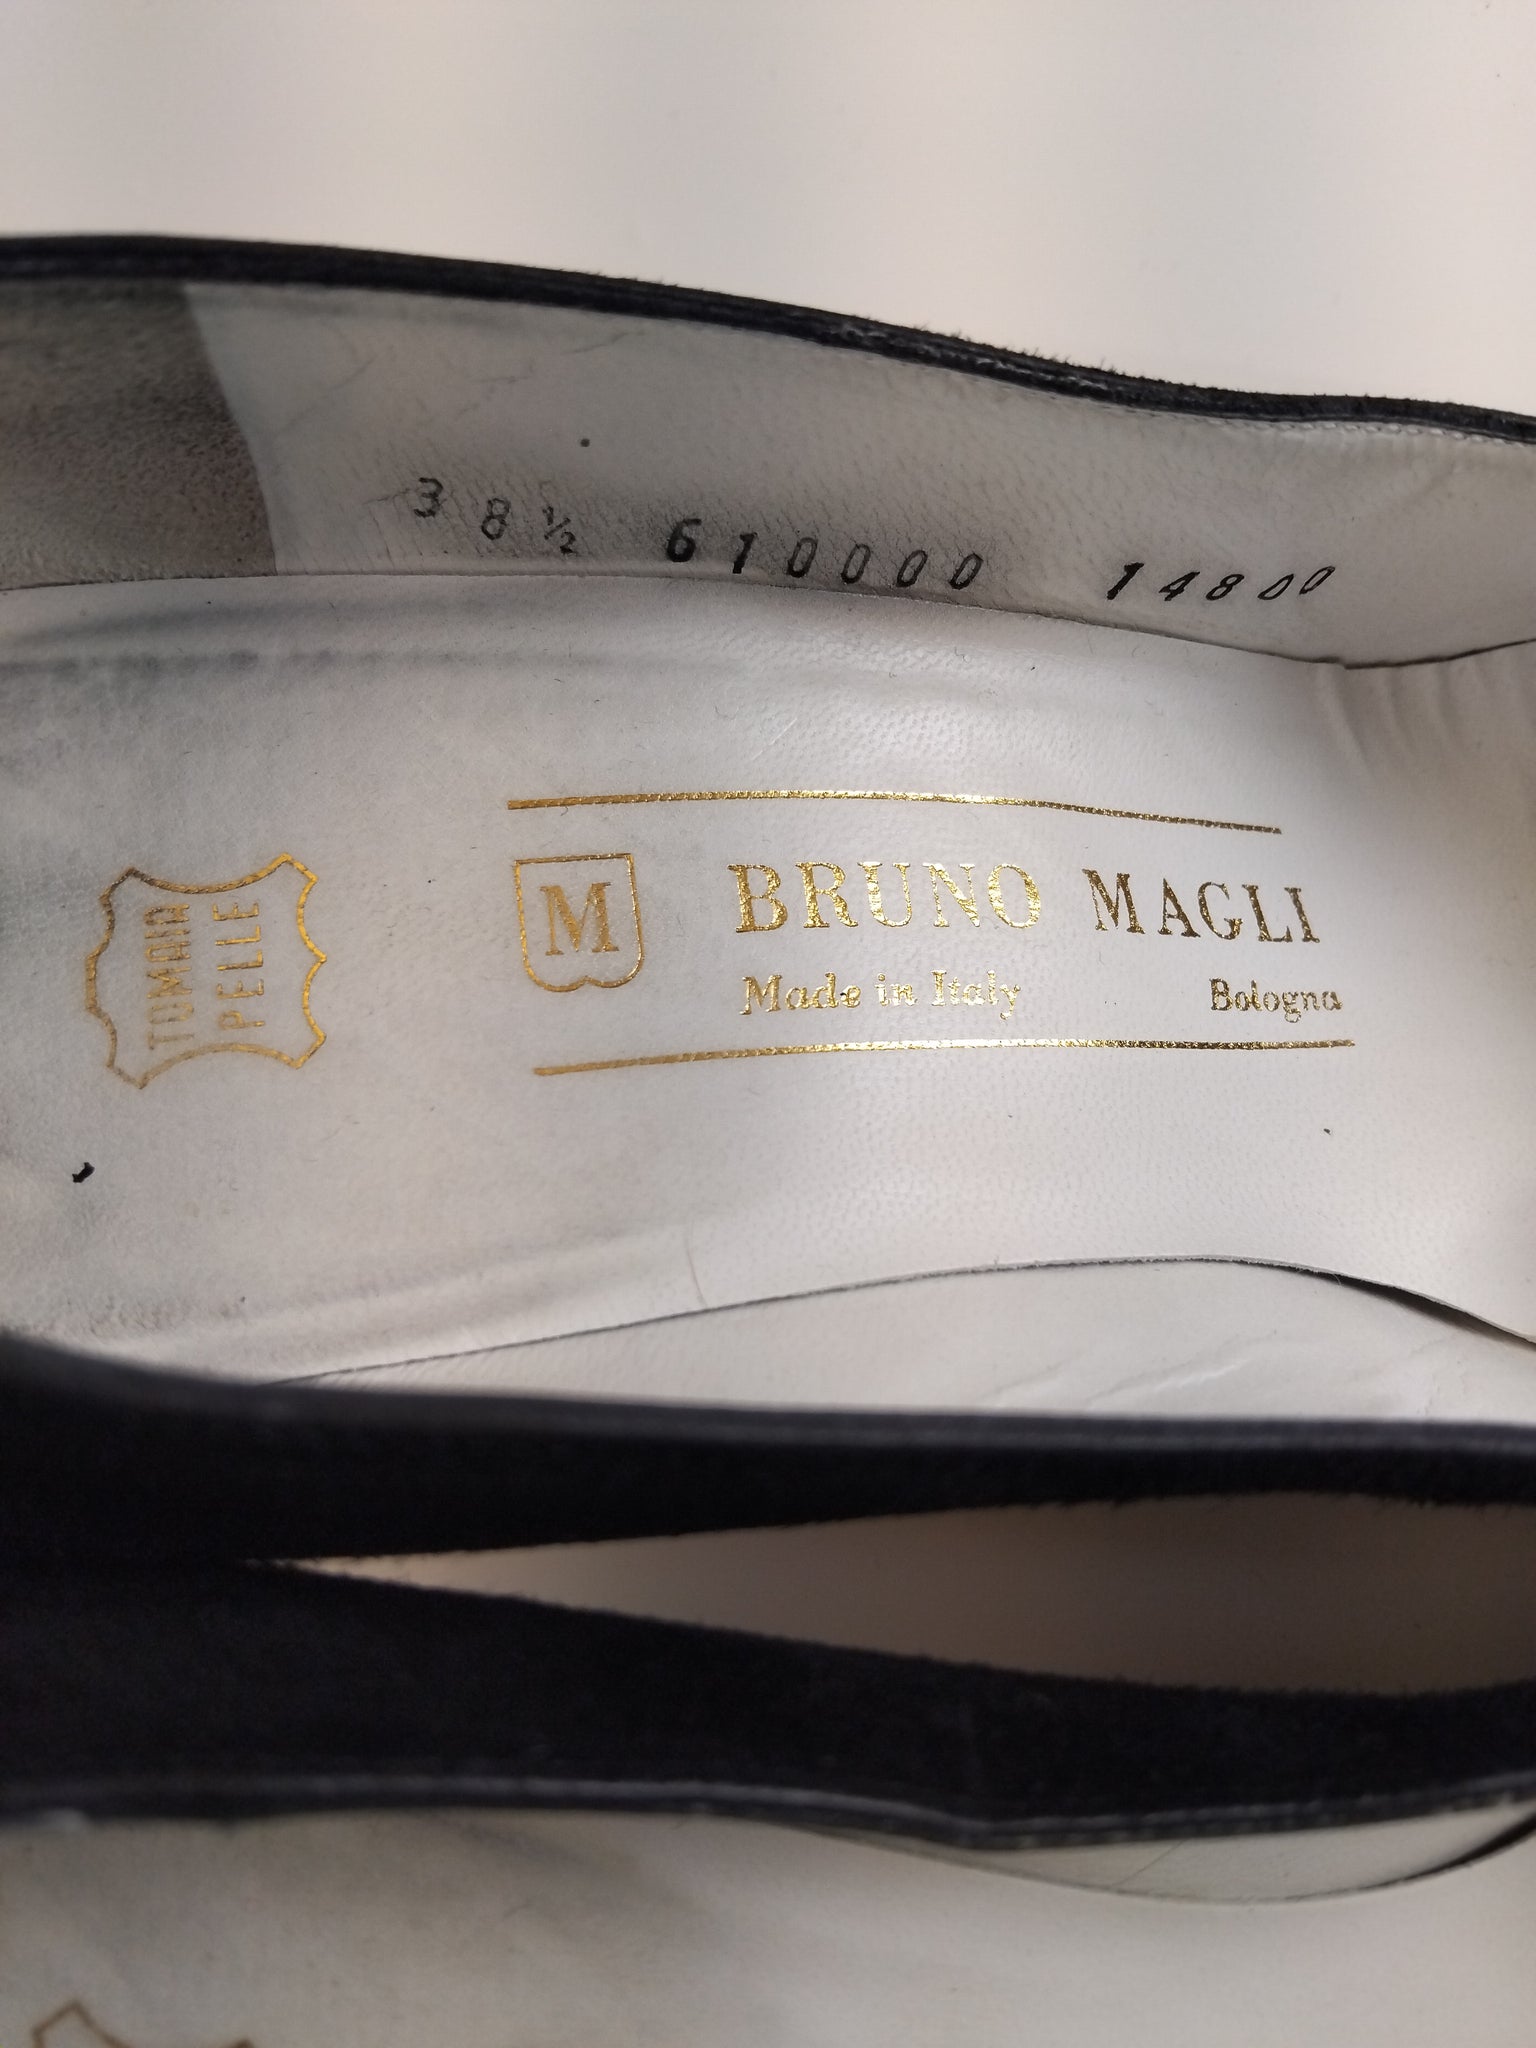 38½ 610000 14800
TOMAIA
PELLE
M
BRUNO MAGLI
Made in Italy Bologna